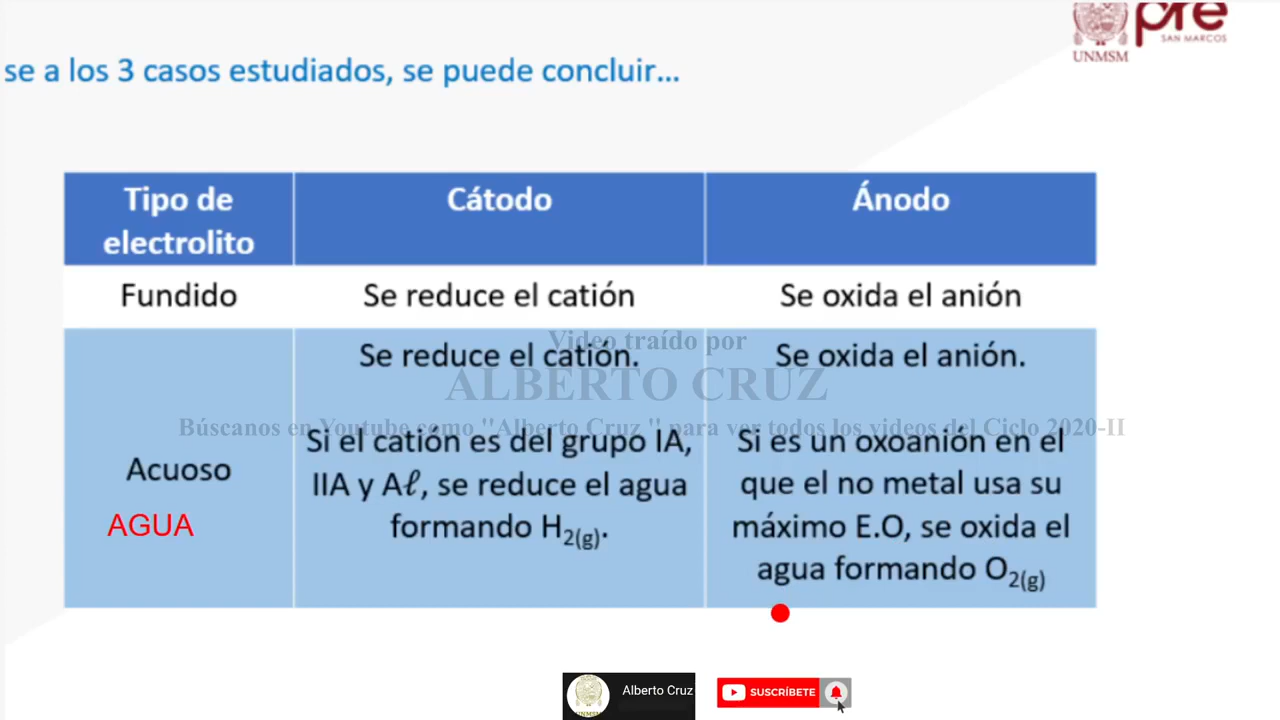 pre
SAN MARCOS
UNMSM
se a los 3 casos estudiados, se puede concluir...
Tipo de electrolito
Cátodo
Ánodo
Fundido
Se reduce el catión
Se oxida el anión
Video traído por
ALBERTO CRUZ
Búscanos en Youtube como "Alberto Cruz " para ver todos los videos del Ciclo 2020-II
Acuoso
AGUA
Se reduce el catión.
Si el catión es del grupo IA,
IIA y Aℓ, se reduce el agua
formando H2(g).
Se oxida el anión.
Si es un oxoanión en el
que el no metal usa su
máximo E.O, se oxida el
agua formando O2(g)
UNMSM
Alberto Cruz
SUSCRÍBETE